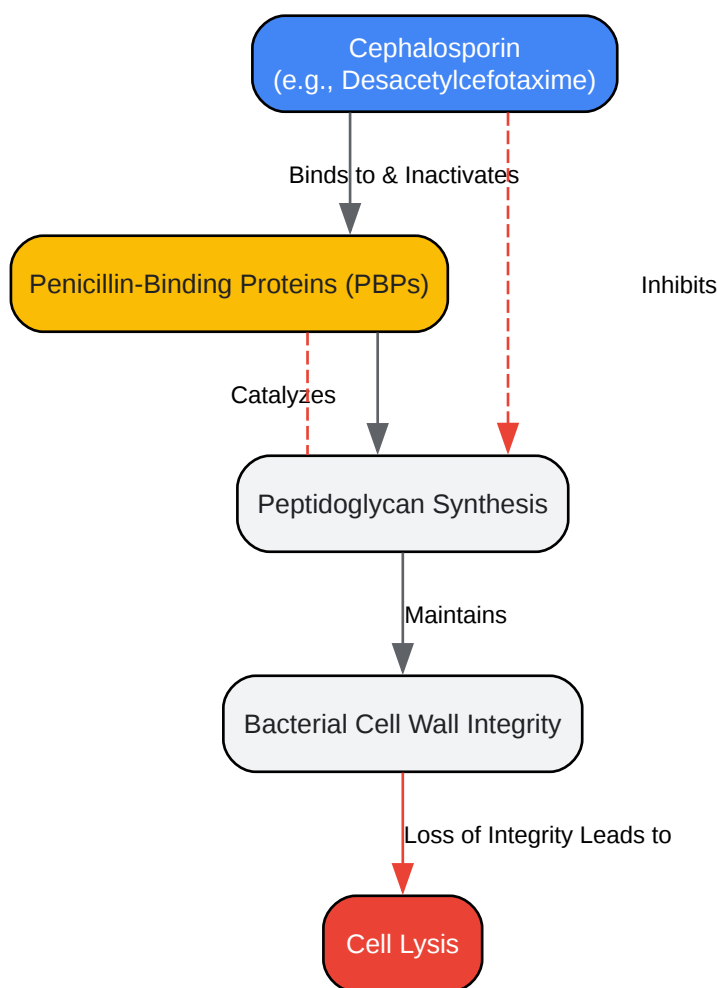 Cephalosporin
(e.g., Desacetylcefotaxime)
Binds to & Inactivates
Penicillin-Binding Proteins (PBPs)
Inhibits
Catalyzes
Peptidoglycan Synthesis
Maintains
Bacterial Cell Wall Integrity
Loss of Integrity Leads to
Cell Lysis